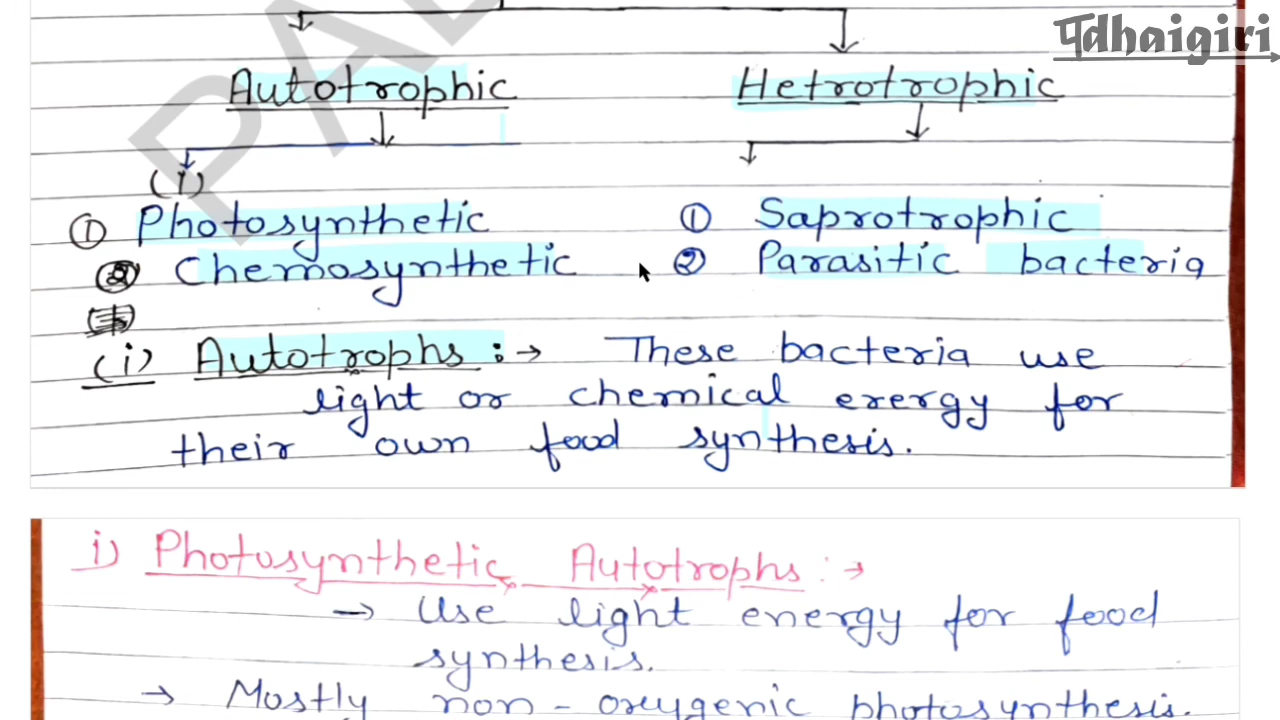 पdhaigiri
Autotrophic Hetrotrophic
(i)
① Photosynthetic ① Saprotrophic
② Chemosynthetic ② Parasitic bacteria
(i) Autotrophs :→ These bacteria use
light or chemical energy for
their own food synthesis.
i) Photosynthetic Autotrophs :→
→ Use light energy for food
synthesis.
→ Mostly non - oxygenic photosynthesis.